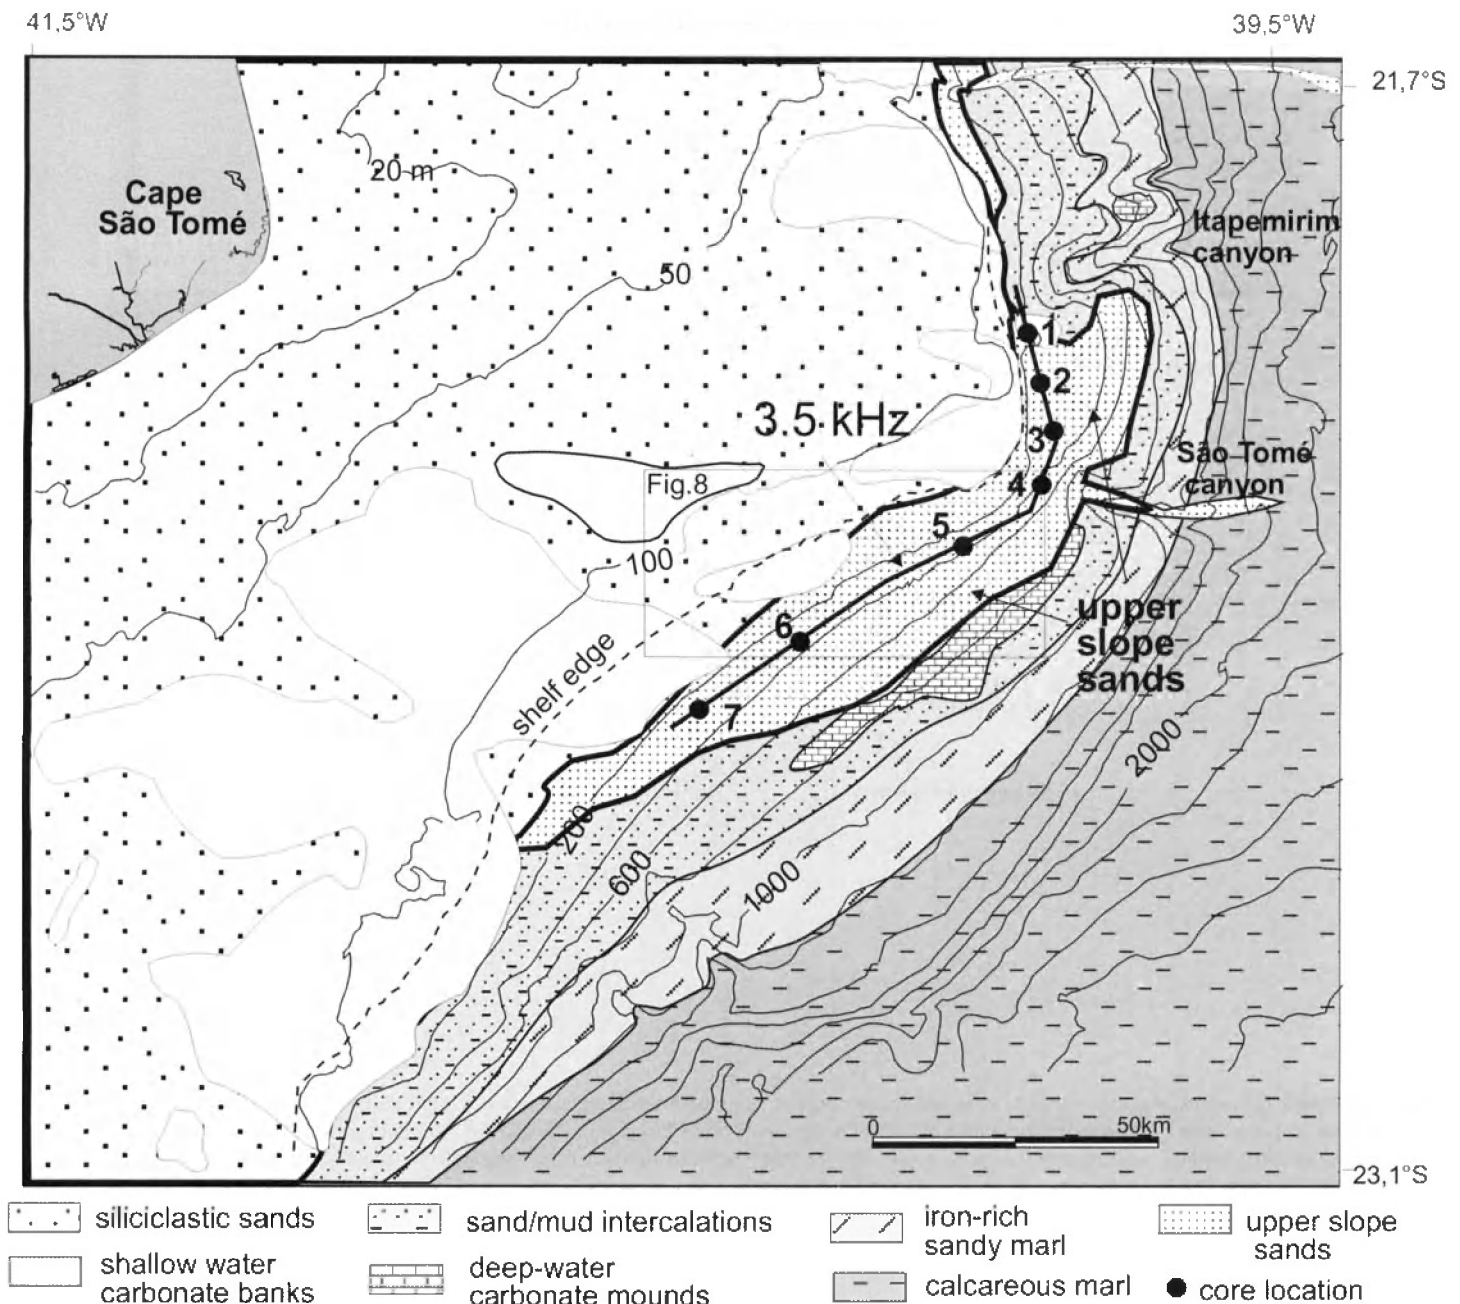 41,5°W
39,5°W
21,7°S
20 m
Cape
São Tomé
50
Itapemirim
canyon
1
2
3.5 kHz
3
São Tomé
canyon
Fig.8
4
5
100
upper
slope
sands
6
shelf edge
7
2000
200
600
1000
0
50km
23,1°S
siliciclastic sands
sand/mud intercalations
iron-rich
sandy marl
upper slope
sands
shallow water
carbonate banks
deep-water
carbonate mounds
calcareous marl
core location